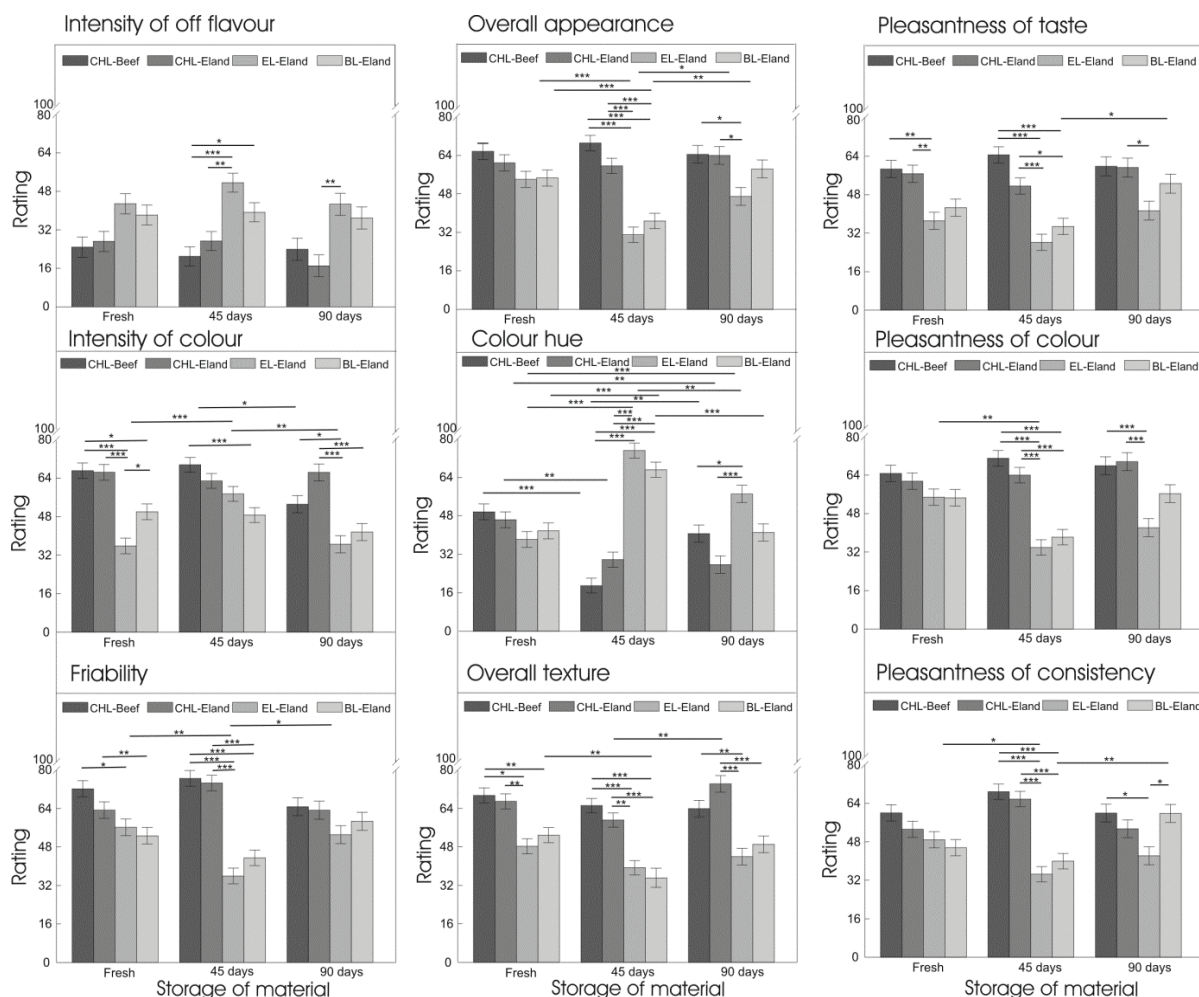 Intensity of off flavour
CHL-Beef CHL-Eland EL-Eland BL-Eland
100
80
64
48
32
16
0
Rating
*
***
**
**
Fresh 45 days 90 days
Overall appearance
CHL-Beef CHL-Eland EL-Eland BL-Eland
100
80
64
48
32
16
0
Rating
*
*** **
***
***
***
***
***
*
*
Fresh 45 days 90 days
Pleasantness of taste
CHL-Beef CHL-Eland EL-Eland BL-Eland
100
80
64
48
32
16
0
Rating
*
***
** ***
** * *
***
Fresh 45 days 90 days
Intensity of colour
CHL-Beef CHL-Eland EL-Eland BL-Eland
100
80
64
48
32
16
0
Rating
*
*** **
* *
*** *** ***
*** ***
*
Fresh 45 days 90 days
Colour hue
CHL-Beef CHL-Eland EL-Eland BL-Eland
100
80
64
48
32
16
0
Rating
***
**
*** **
**
***
*** ***
***
***
***
*
***
**
***
Fresh 45 days 90 days
Pleasantness of colour
CHL-Beef CHL-Eland EL-Eland BL-Eland
100
80
64
48
32
16
0
Rating
**
*** ***
*** ***
***
***
Fresh 45 days 90 days
Friability
CHL-Beef CHL-Eland EL-Eland BL-Eland
100
80
64
48
32
16
0
Rating
*
**
** ***
***
* ***
***
Fresh 45 days 90 days
Storage of material
Overall texture
CHL-Beef CHL-Eland EL-Eland BL-Eland
100
80
64
48
32
16
0
Rating
**
** **
** ***
* *** ***
** *** ***
**
Fresh 45 days 90 days
Storage of material
Pleasantness of consistency
CHL-Beef CHL-Eland EL-Eland BL-Eland
100
80
64
48
32
16
0
Rating
*
*** **
***
***
*** *
*
Fresh 45 days 90 days
Storage of material